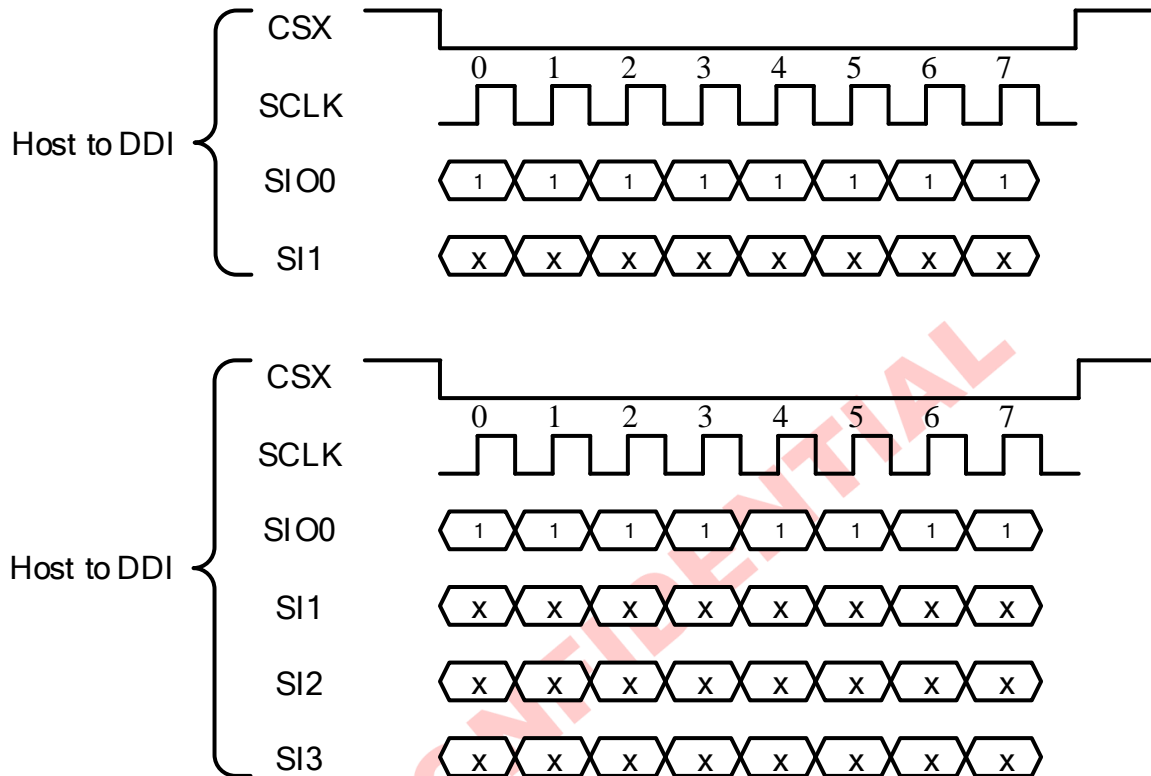 CSX
0 1 2 3 4 5 6 7
SCLK
Host to DDI
SIO0 1 1 1 1 1 1 1 1
SI1 x x x x x x x x
CSX
0 1 2 3 4 5 6 7
SCLK
SIO0 1 1 1 1 1 1 1 1
Host to DDI
SI1 x x x x x x x x
SI2 x x x x x x x x
SI3 x x x x x x x x
ONFIDENTIAL